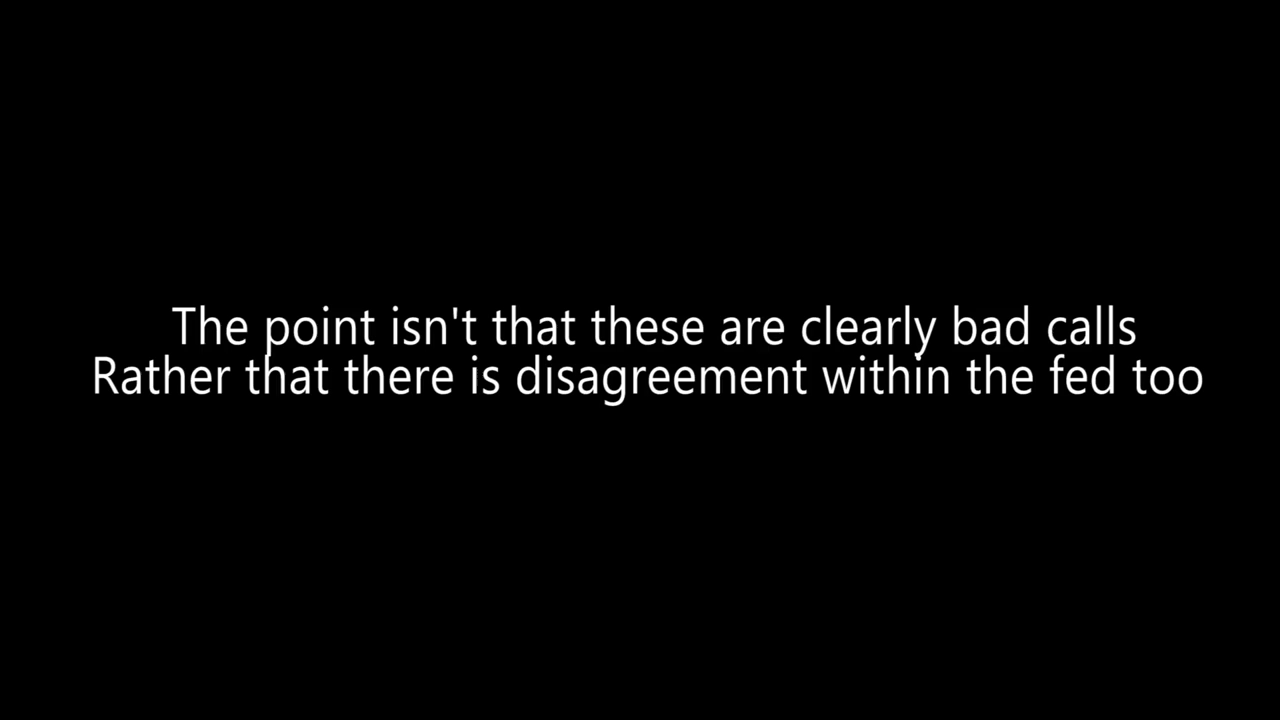 The point isn't that these are clearly bad calls
Rather that there is disagreement within the fed too